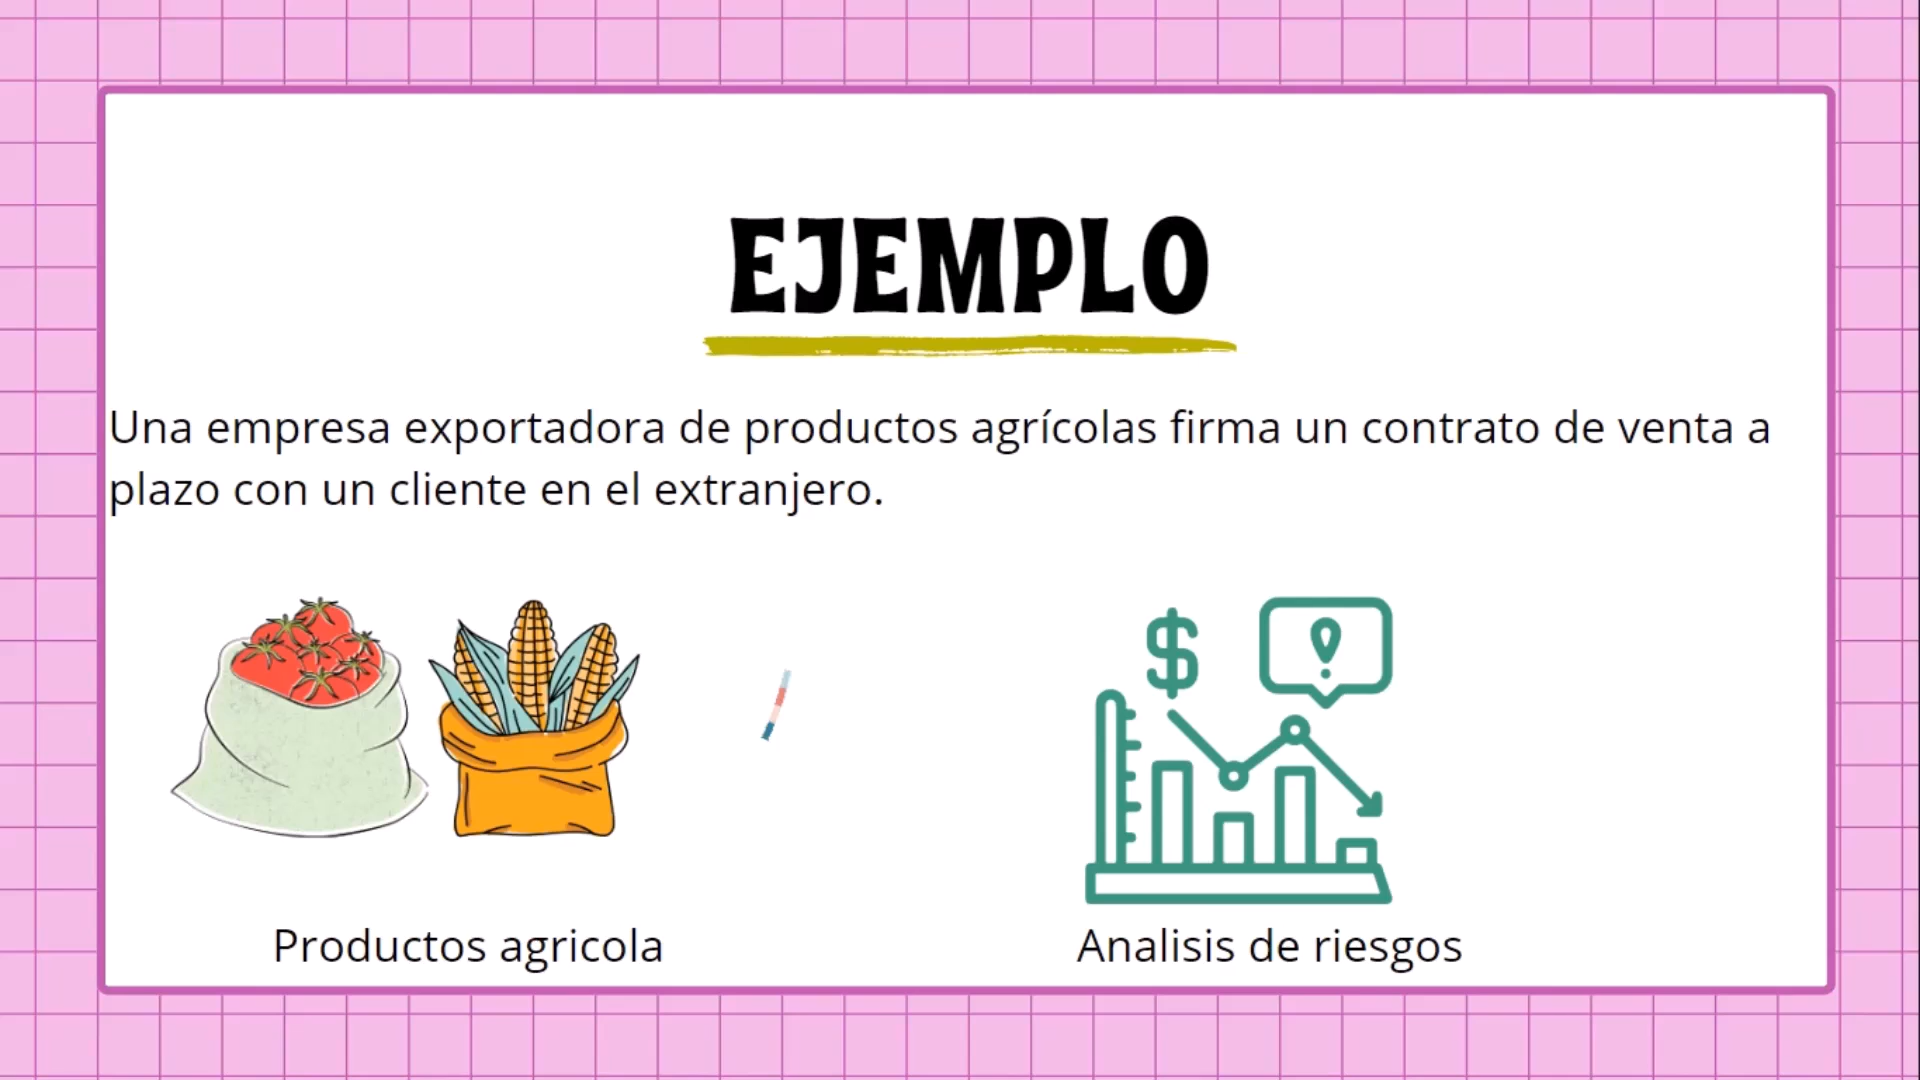 EJEMPLO
Una empresa exportadora de productos agrícolas firma un contrato de venta a
plazo con un cliente en el extranjero.
$
Productos agricola
Analisis de riesgos